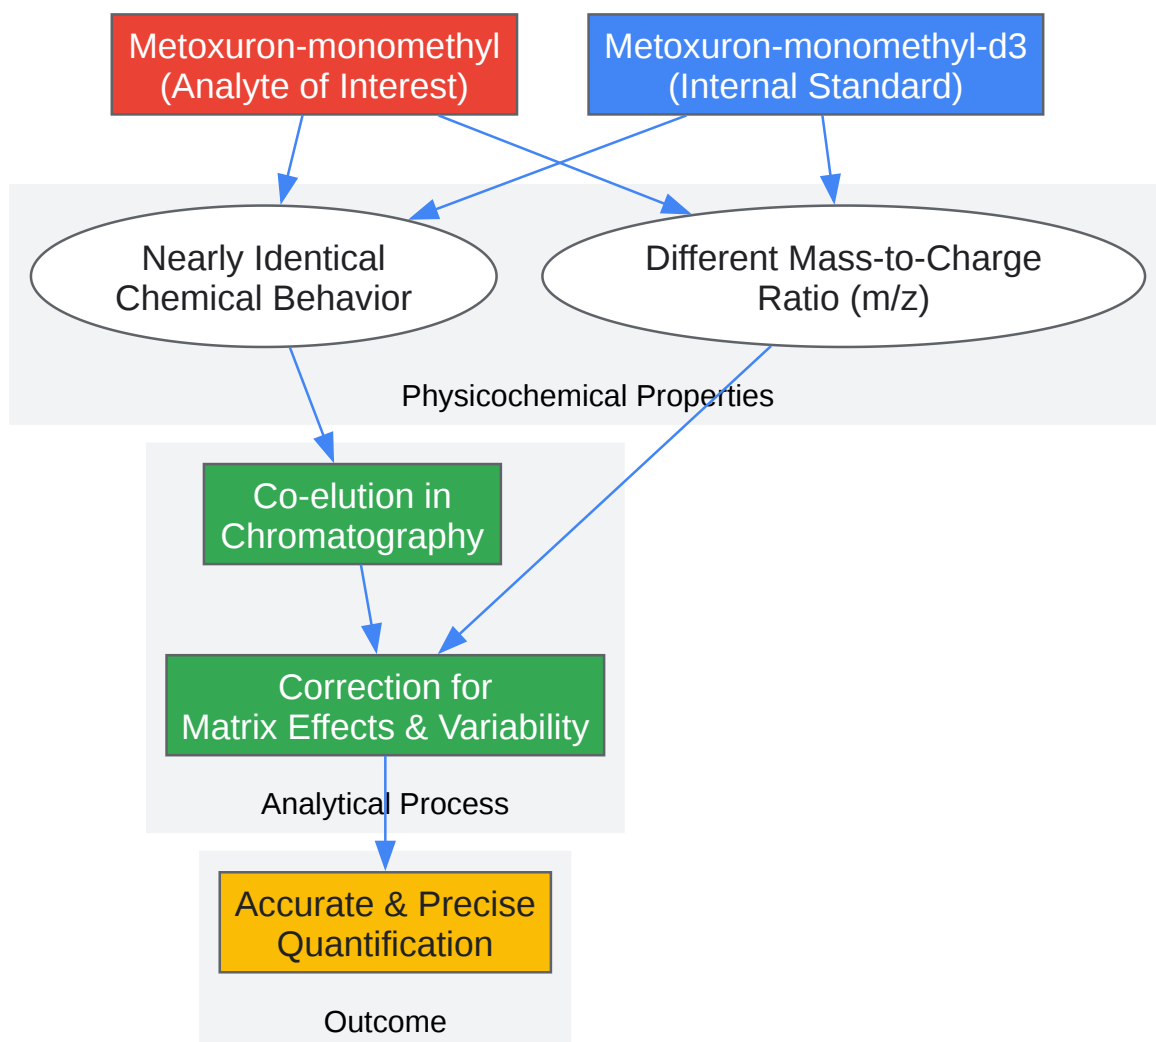 Metoxuron-monomethyl
(Analyte of Interest)
Metoxuron-monomethyl-d3
(Internal Standard)
Nearly Identical
Chemical Behavior
Different Mass-to-Charge
Ratio (m/z)
Physicochemical Properties
Co-elution in
Chromatography
Correction for
Matrix Effects & Variability
Analytical Process
Accurate & Precise
Quantification
Outcome